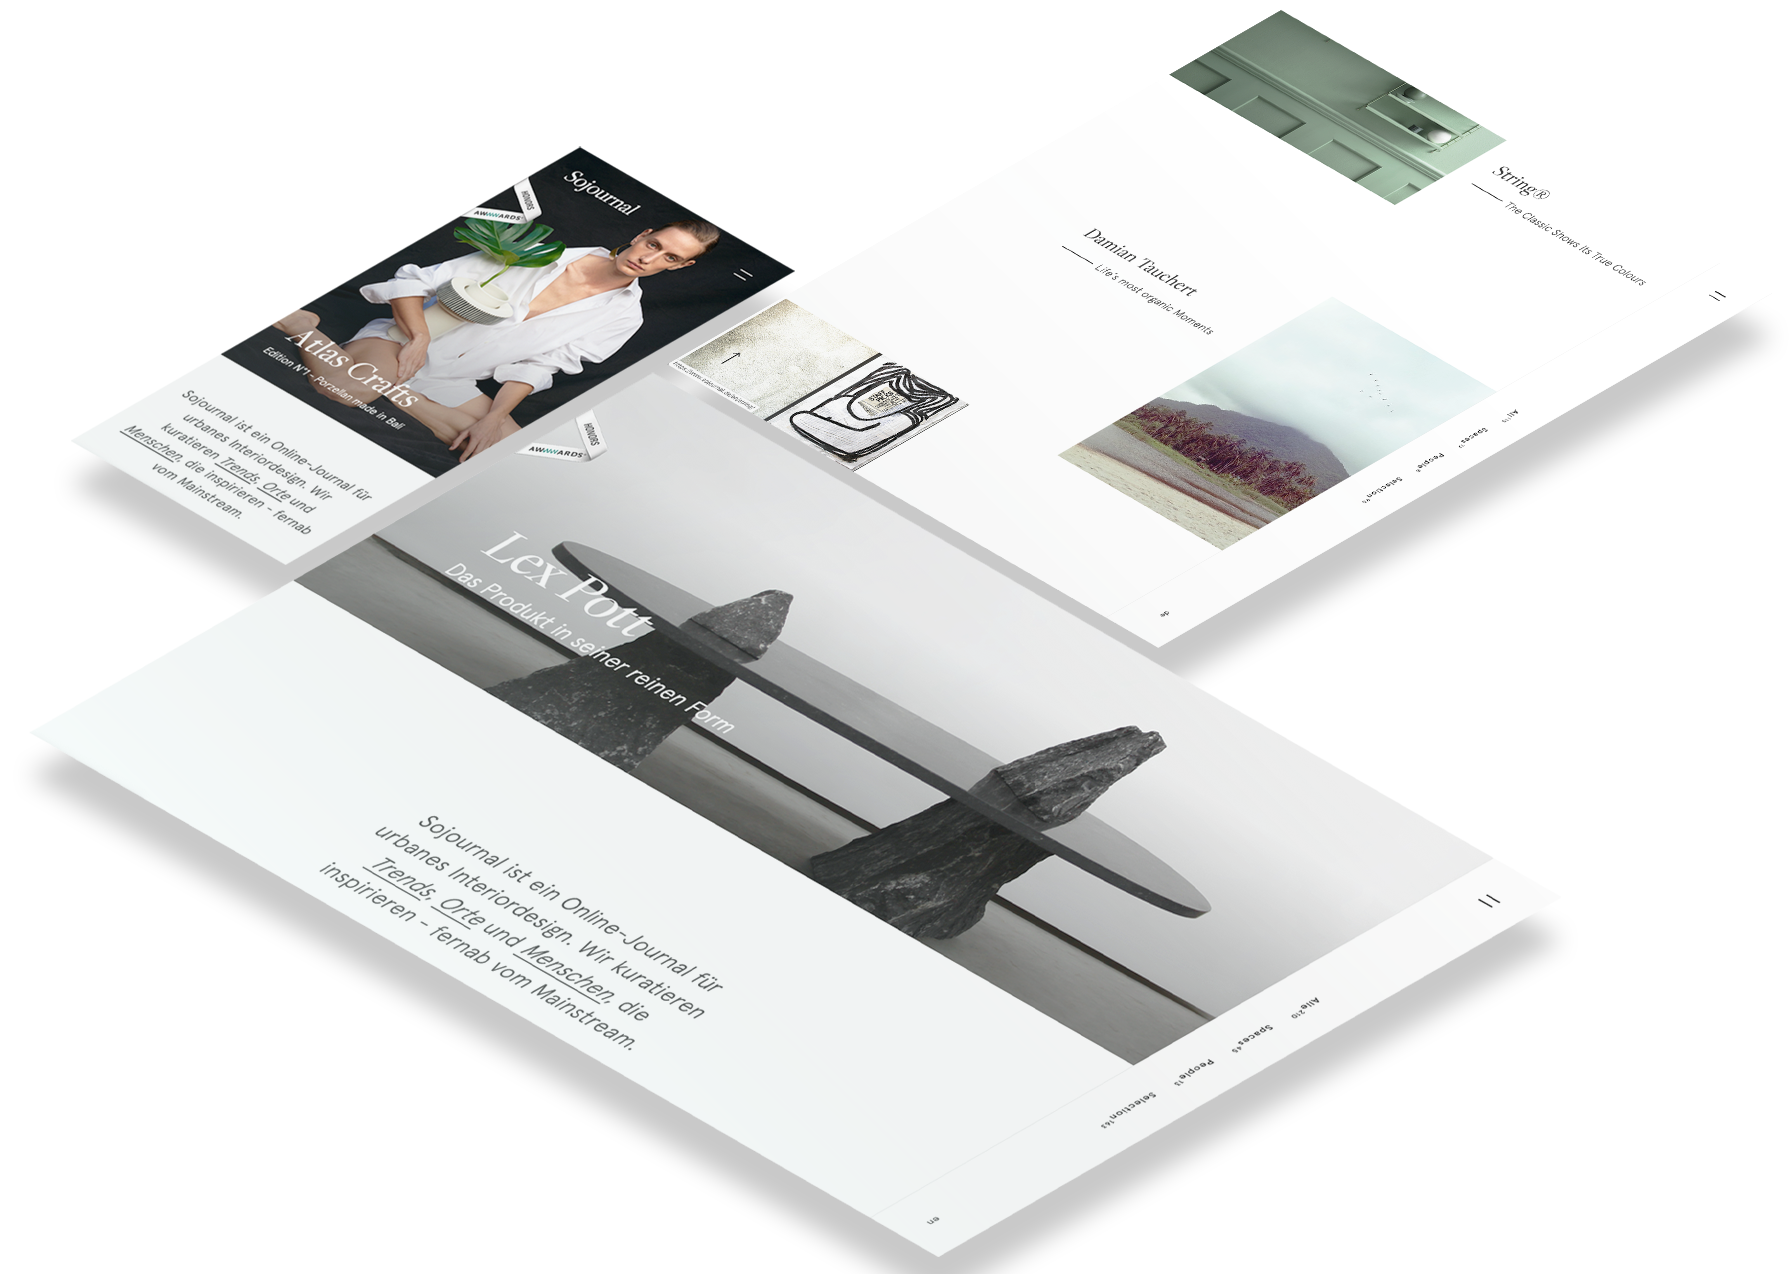 Sojournal
HONORS
AWWWARDS
Atlas Crafts
Edition N°1 - Porzellan made in Bali
Sojournal ist ein Online-Journal für
urbanes Interiordesign. Wir
kuratieren Trends, Orte und
Menschen, die inspirieren - fernab
vom Mainstream.
String®
The Classic Shows Its True Colours
Damian Tauchert
Life's most organic Moments
Spaces
People
Selection
de
HONORS
AWWWARDS
Lex Pott
Das Produkt in seiner reinen Form
Sojournal ist ein Online-Journal für
urbanes Interiordesign. Wir kuratieren
Trends, Orte und Menschen, die
inspirieren - fernab vom Mainstream.
Alle 210
Spaces 45
People 13
Selection 163
en